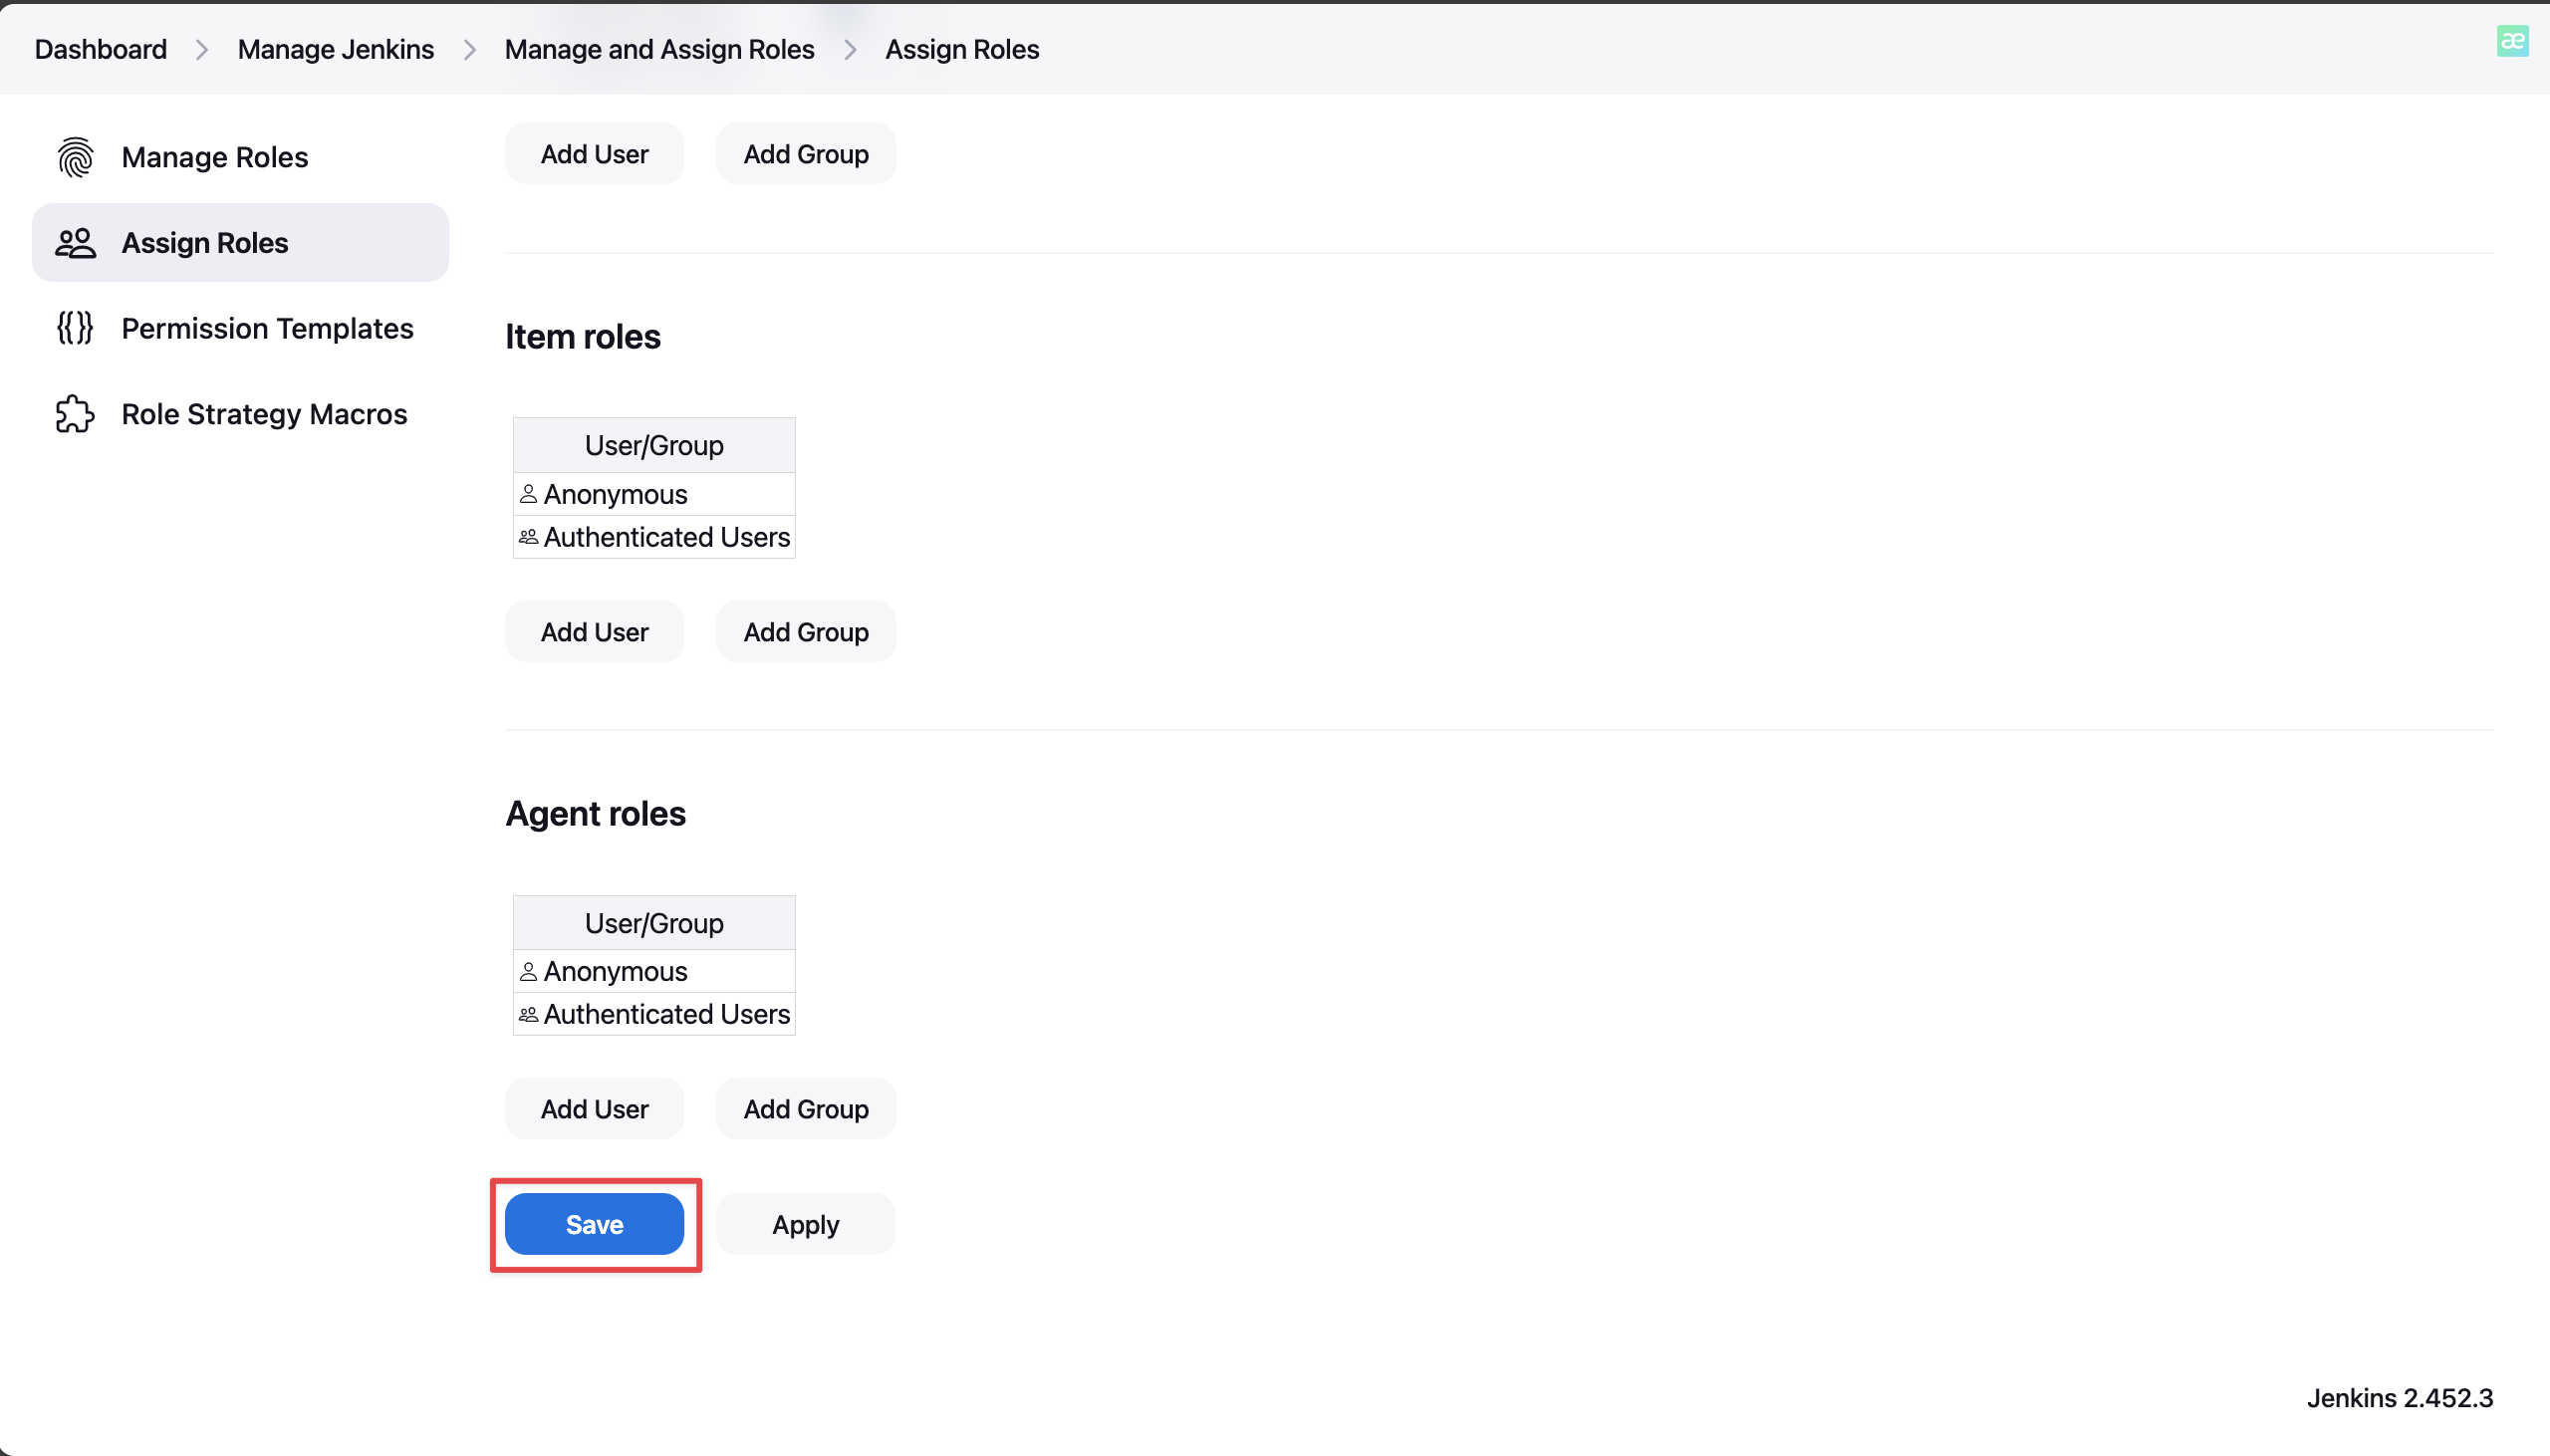 Dashboard > Manage Jenkins > Manage and Assign Roles > Assign Roles
æ
Manage Roles
Assign Roles
Permission Templates
Role Strategy Macros
Add User Add Group
Item roles
User/Group
Anonymous
Authenticated Users
Add User Add Group
Agent roles
User/Group
Anonymous
Authenticated Users
Add User Add Group
Save Apply
Jenkins 2.452.3